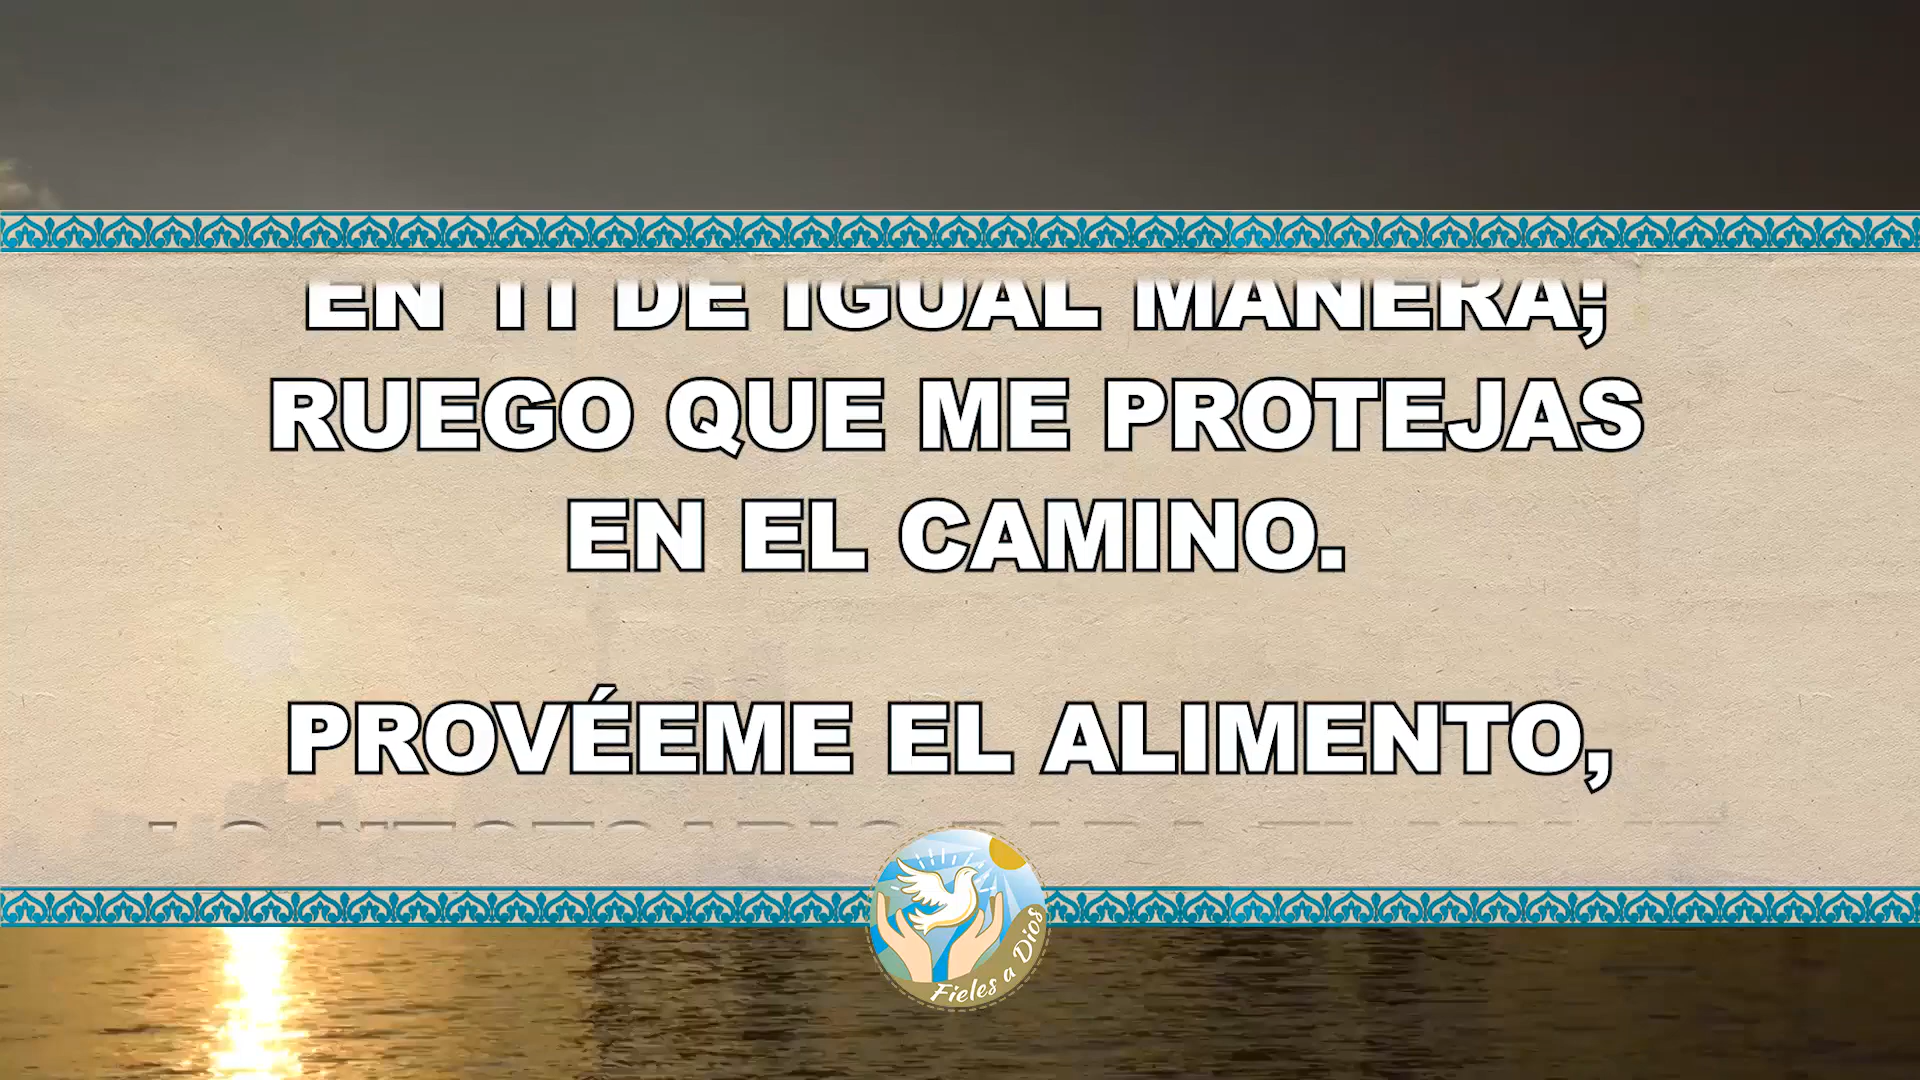 EN TI DE IGUAL MANERA;
RUEGO QUE ME PROTEJAS
EN EL CAMINO.
PROVÉEME EL ALIMENTO,
Fieles a Dios